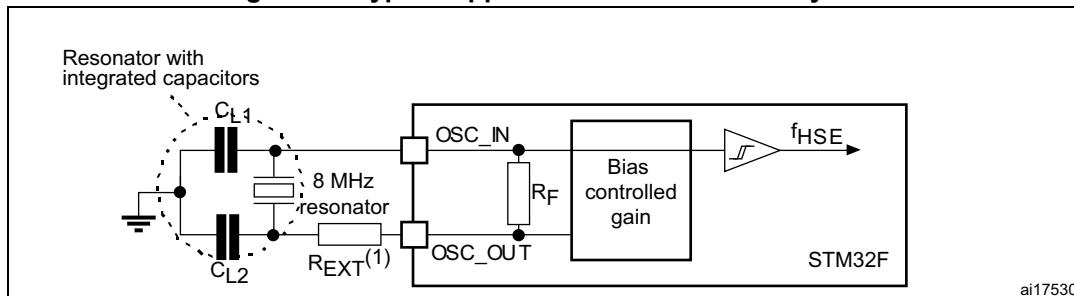 Resonator with
integrated capacitors
CL1
OSC_IN
fHSE
8 MHz
resonator
RF
Bias
controlled
gain
REXT(1)
OSC_OUT
STM32F
CL2
ai17530